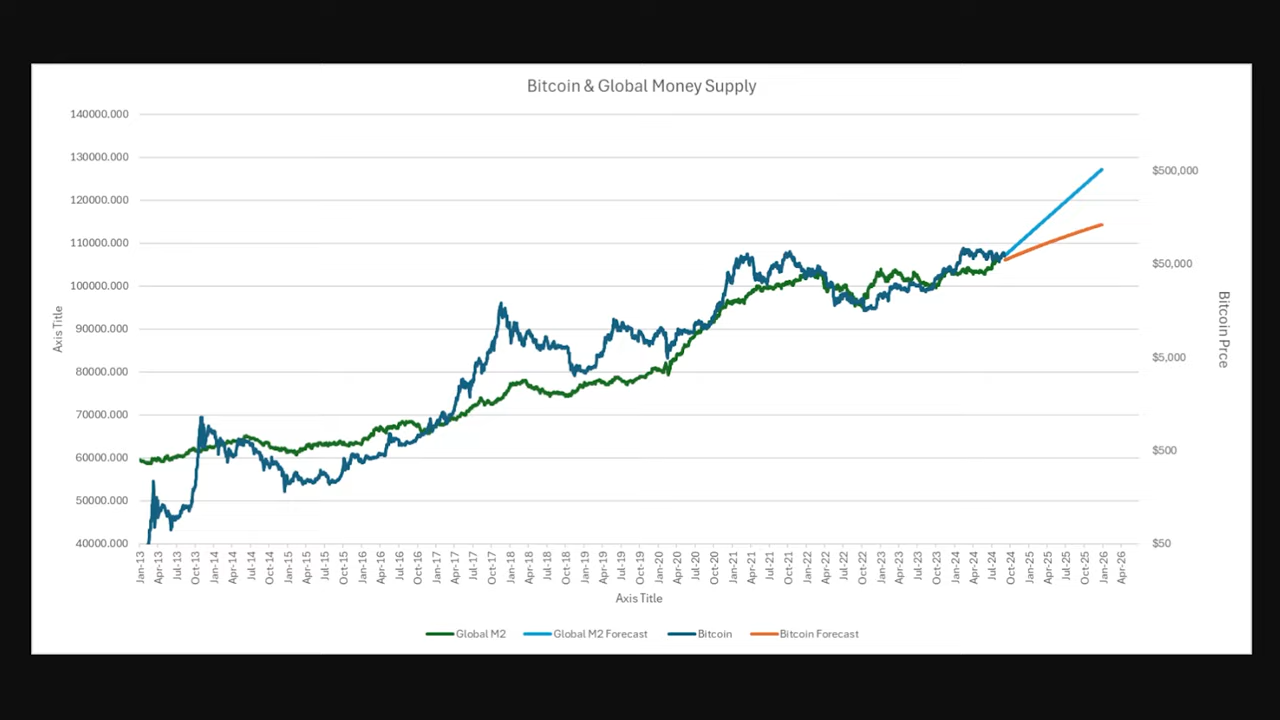 Bitcoin & Global Money Supply
140000.000
130000.000
120000.000
110000.000
100000.000
90000.000
80000.000
70000.000
60000.000
50000.000
40000.000
Axis Title
$500,000
$50,000
$5,000
$500
$50
Bitcoin Prce
Jan-13 Apr-13 Jul-13 Oct-13 Jan-14 Apr-14 Jul-14 Oct-14 Jan-15 Apr-15 Jul-15 Oct-15 Jan-16 Apr-16 Jul-16 Oct-16 Jan-17 Apr-17 Jul-17 Oct-17 Jan-18 Apr-18 Jul-18 Oct-18 Jan-19 Apr-19 Jul-19 Oct-19 Jan-20 Apr-20 Jul-20 Oct-20 Jan-21 Apr-21 Jul-21 Oct-21 Jan-22 Apr-22 Jul-22 Oct-22 Jan-23 Apr-23 Jul-23 Oct-23 Jan-24 Apr-24 Jul-24 Oct-24 Jan-25 Apr-25 Jul-25 Oct-25 Jan-26 Apr-26
Axis Title
Global M2 Global M2 Forecast Bitcoin Bitcoin Forecast